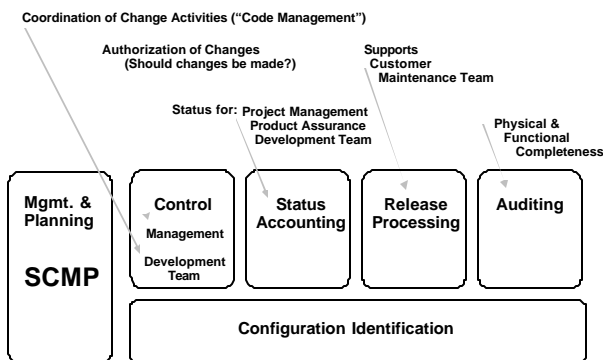 Coordination of Change Activities (“Code Management”)
Authorization of Changes
(Should changes be made?)
Supports
Customer
Maintenance Team
Status for: Project Management
Product Assurance
Development Team
Physical &
Functional
Completeness
Mgmt. &
Planning
SCMP
Control
Management
Development
Team
Status
Accounting
Release
Processing
Auditing
Configuration Identification